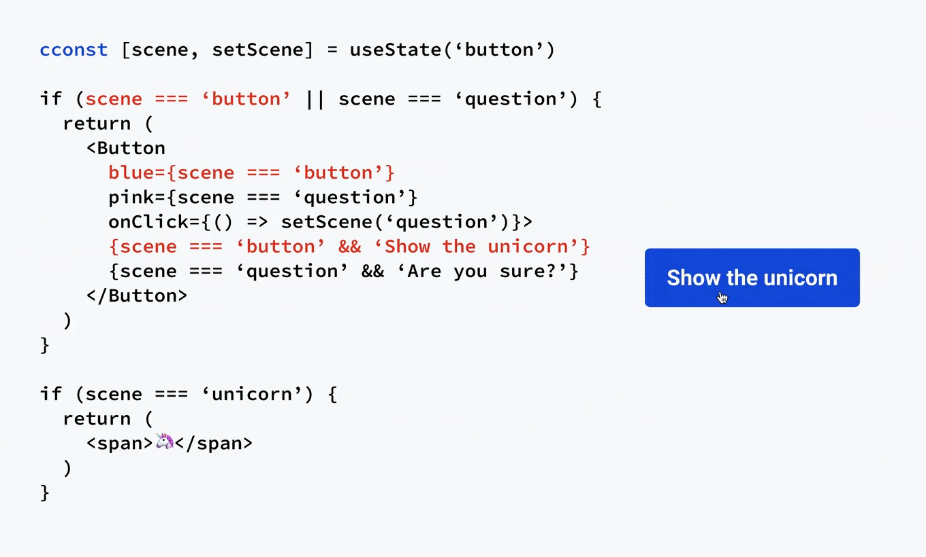 cconst [scene, setScene] = useState(‘button’)
if (scene === ‘button’ || scene === ‘question’) {
return (
<Button
blue={scene === ‘button’}
pink={scene === ‘question’}
onClick={() => setScene(‘question’)}>
{scene === ‘button’ && ‘Show the unicorn’}
{scene === ‘question’ && ‘Are you sure?’}
</Button>
)
}
if (scene === ‘unicorn’) {
return (
<span>🦄</span>
)
}
Show the unicorn